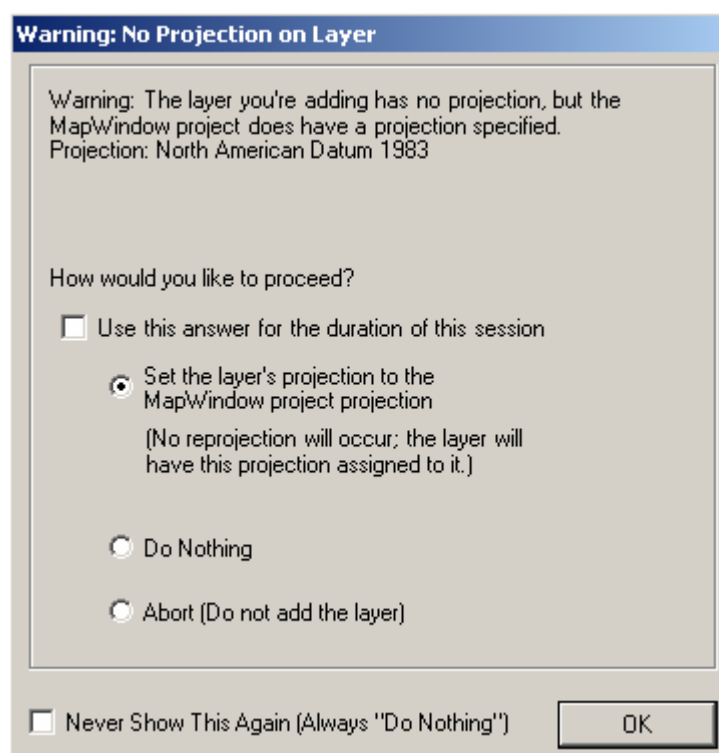 Warning: No Projection on Layer
Warning: The layer you're adding has no projection, but the
MapWindow project does have a projection specified.
Projection: North American Datum 1983
How would you like to proceed?
Use this answer for the duration of this session
Set the layer's projection to the
MapWindow project projection
(No reprojection will occur; the layer will
have this projection assigned to it.)
Do Nothing
Abort (Do not add the layer)
Never Show This Again (Always "Do Nothing")
OK